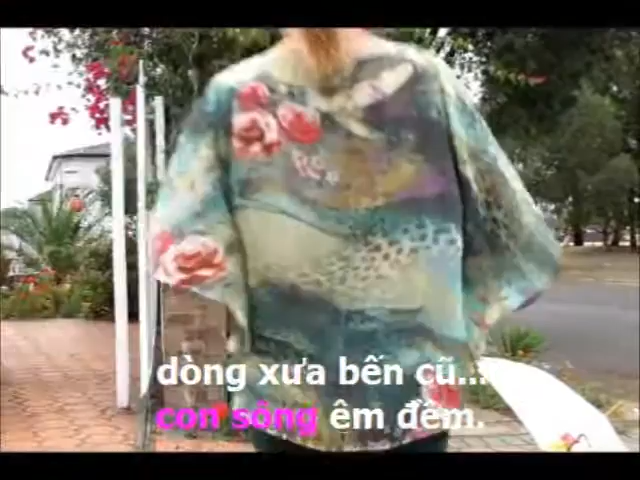 dòng xưa bến cũ...
con sông êm đềm.